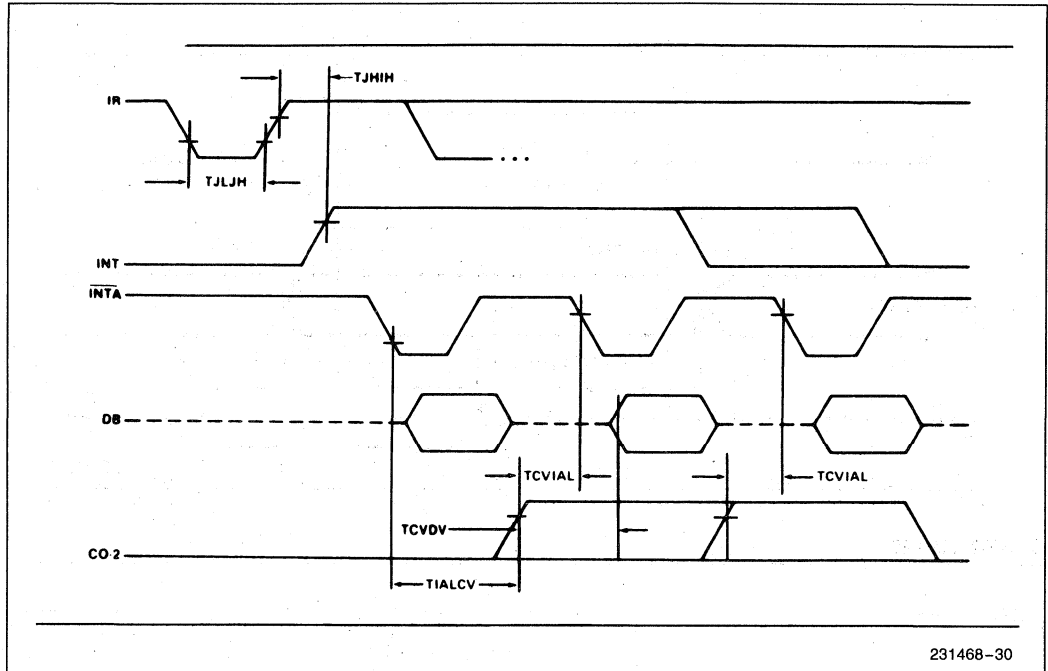 TJHIH
IR
TJLJH
...
INT
INTA
DB
TCVIAL TCVIAL
TCVDV
CO-2
TIALCV
231468–30